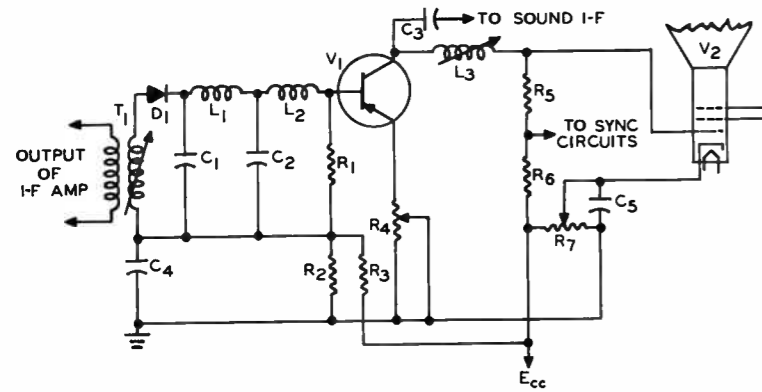 C3
TO SOUND I-F
V1
L3
V2
T1
D1
L1
L2
R5
TO SYNC
CIRCUITS
OUTPUT
OF
I-F AMP
C1
C2
R1
R6
R4
C5
R7
C4
R2
R3
Ecc